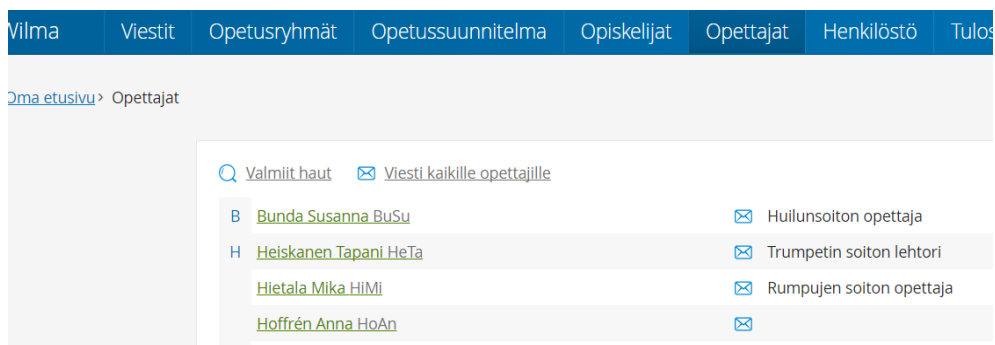 Wilma Viestit Opetusryhmät Opetussuunnitelma Opiskelijat Opettajat Henkilöstö Tulos
Oma etusivu › Opettajat
Valmiit haut Viesti kaikille opettajille
B Bunda Susanna BuSu Huilunsoiton opettaja
H Heiskanen Tapani HeTa Trumpetin soiton lehtori
Hietala Mika HiMi Rumpujen soiton opettaja
Hoffrén Anna HoAn